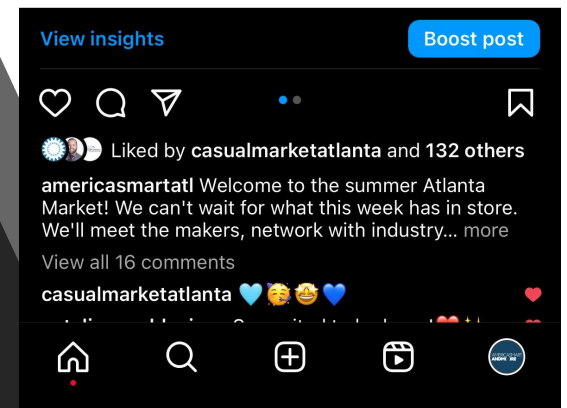 View insights
Boost post
Liked by casualmarketatlanta and 132 others
americasmartatl Welcome to the summer Atlanta
Market! We can't wait for what this week has in store.
We'll meet the makers, network with industry... more
View all 16 comments
casualmarketatlanta 🩵🥳🤩💙